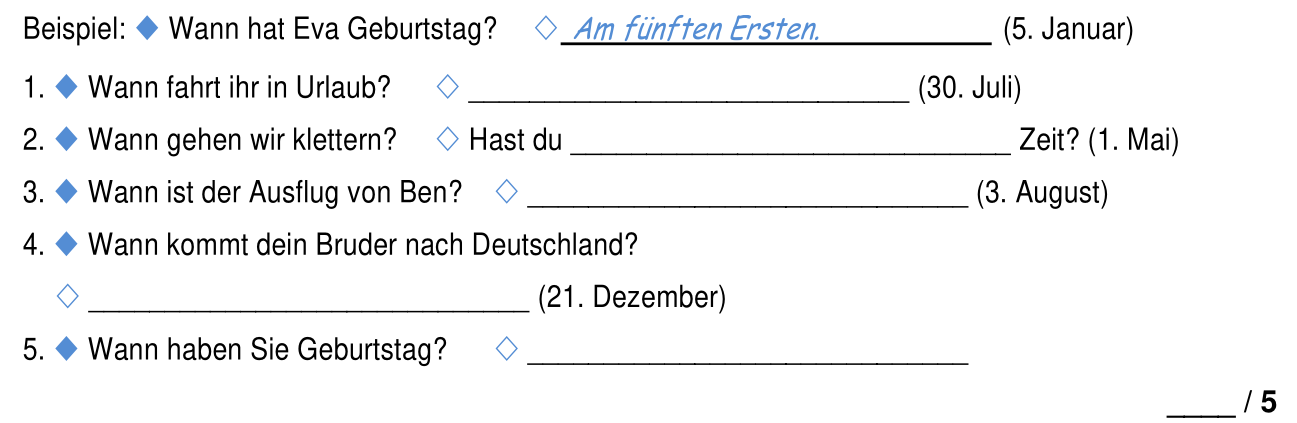 Beispiel: ◆ Wann hat Eva Geburtstag? ◇ Am fünften Ersten. (5. Januar)
1. ◆ Wann fahrt ihr in Urlaub? ◇ ______________________________ (30. Juli)
2. ◆ Wann gehen wir klettern? ◇ Hast du ______________________________ Zeit? (1. Mai)
3. ◆ Wann ist der Ausflug von Ben? ◇ ______________________________ (3. August)
4. ◆ Wann kommt dein Bruder nach Deutschland?
◇ ______________________________ (21. Dezember)
5. ◆ Wann haben Sie Geburtstag? ◇ ______________________________
____ / 5